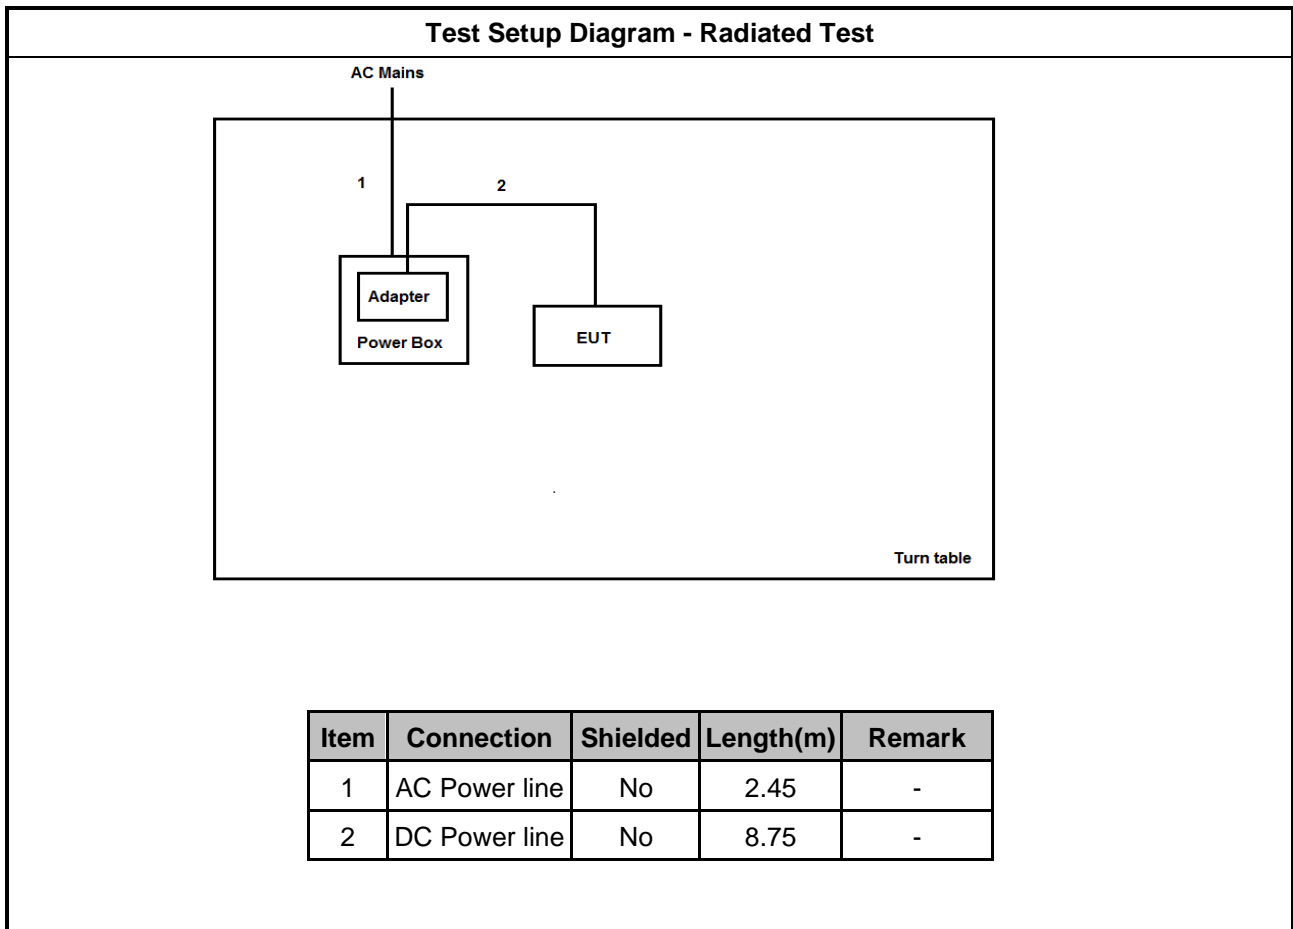 Test Setup Diagram - Radiated Test
AC Mains
1
2
Adapter
Power Box
EUT
Turn table
Item Connection Shielded Length(m) Remark
1 AC Power line No 2.45 -
2 DC Power line No 8.75 -